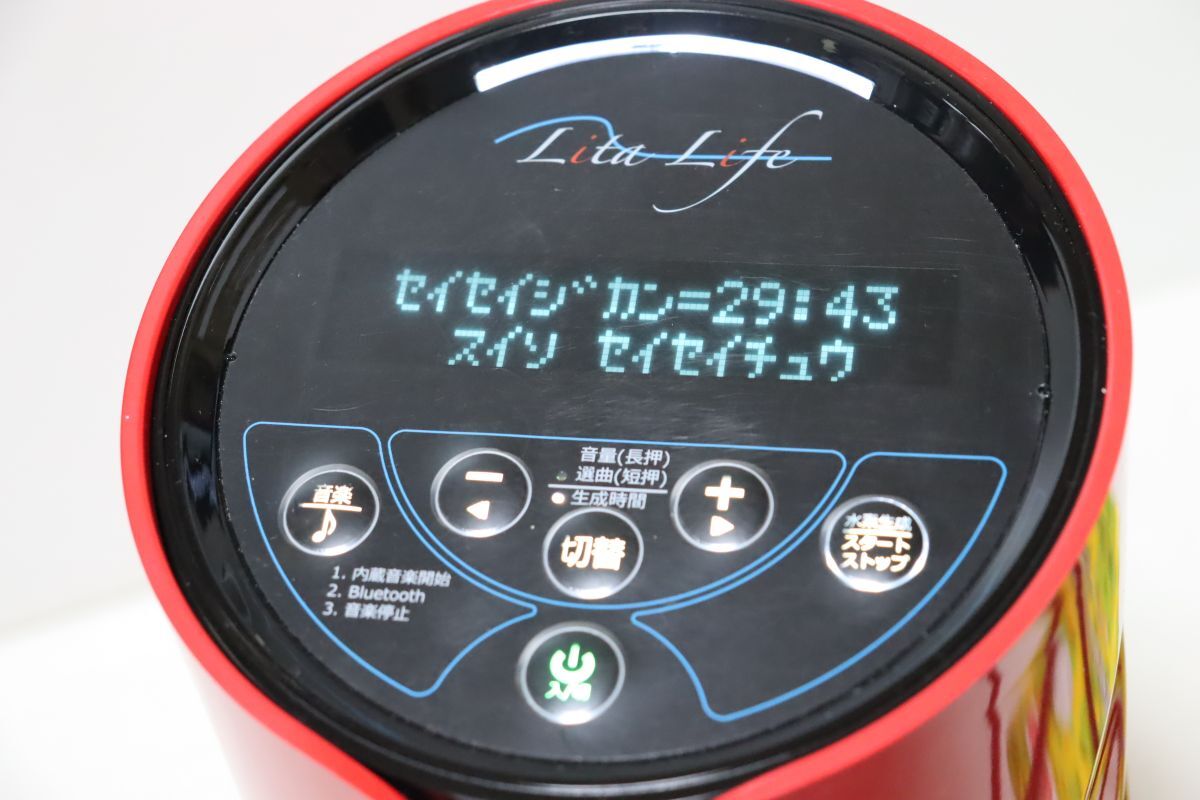 Lita Life
セイセイジカン=29:43
スイソ セイセイチュウ
音量(長押)
選曲(短押)
生成時間
音楽
切替
水素生成
スタート
ストップ
1. 内蔵音楽開始
2. Bluetooth
3. 音楽停止
入/切